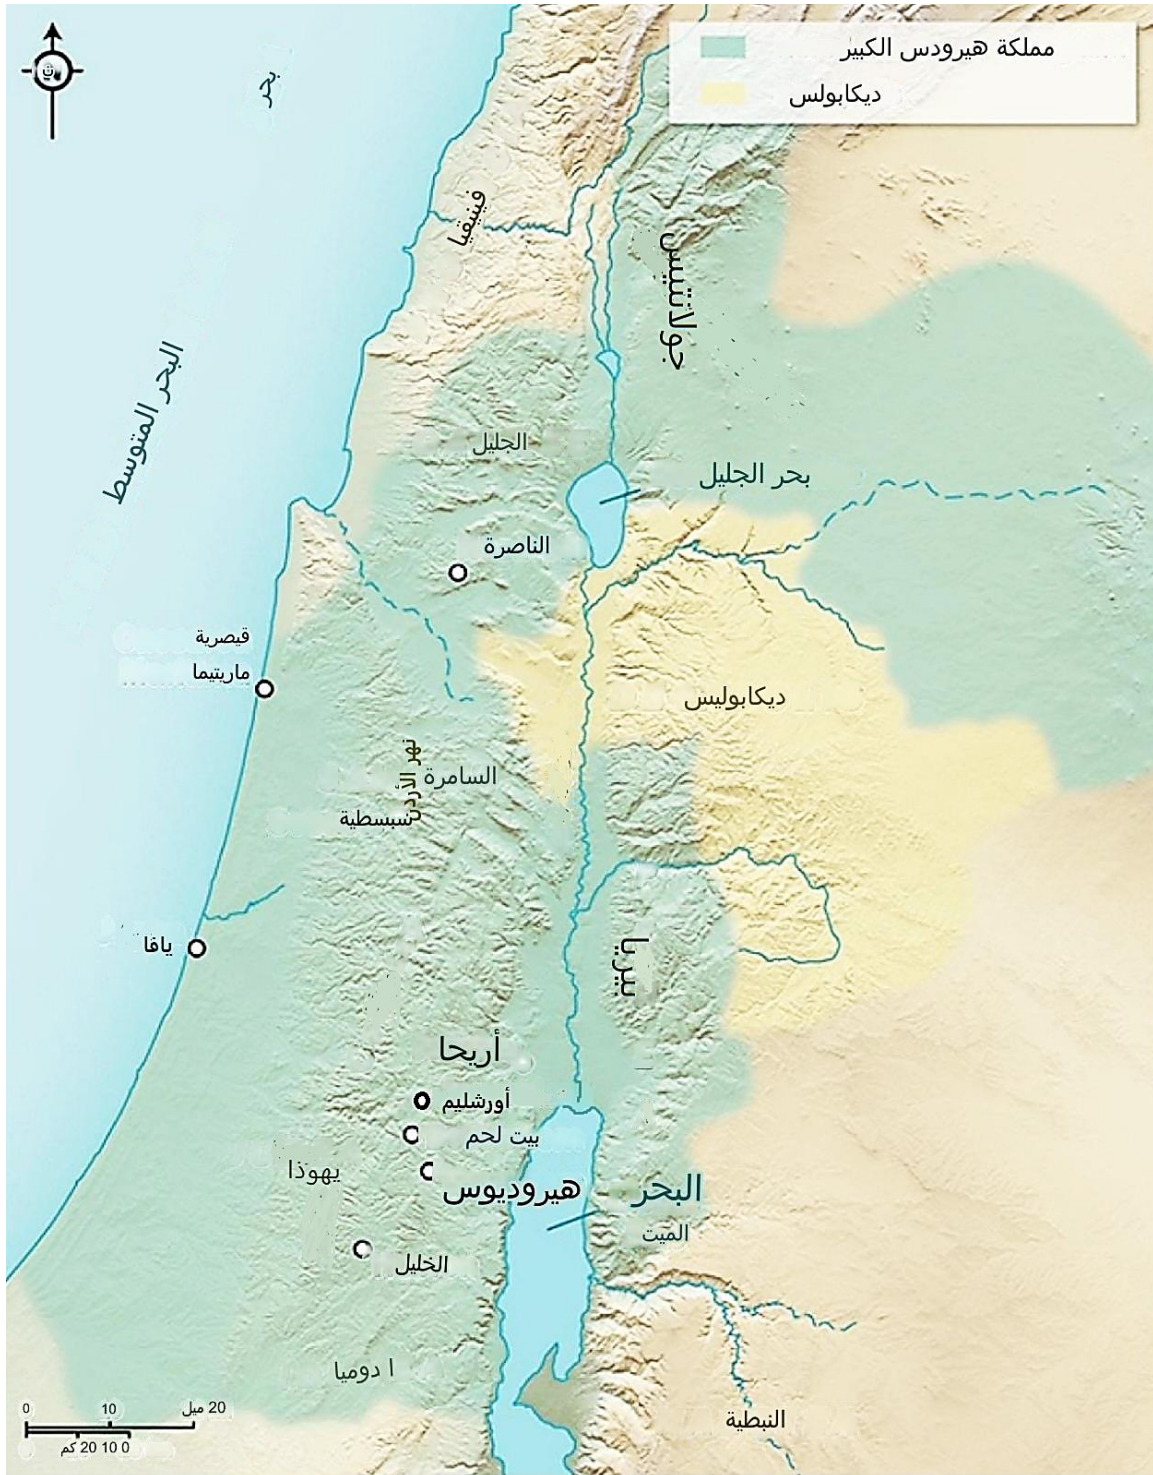 مملكة هيرودس الكبير
ديكابولس
بحر
فينيقيا
جولانتيس
البحر المتوسط
الجليل
بحر الجليل
الناصرة
قيصرية
ماريتيما
ديكابوليس
نهر الأردن
السامرة
سبسطية
يافا
بيريا
أريحا
أورشليم
بيت لحم
يهوذا
هيروديوس
البحر
الميت
الخليل
ا دوميا
0 10 20 ميل
0 10 20 كم
النبطية